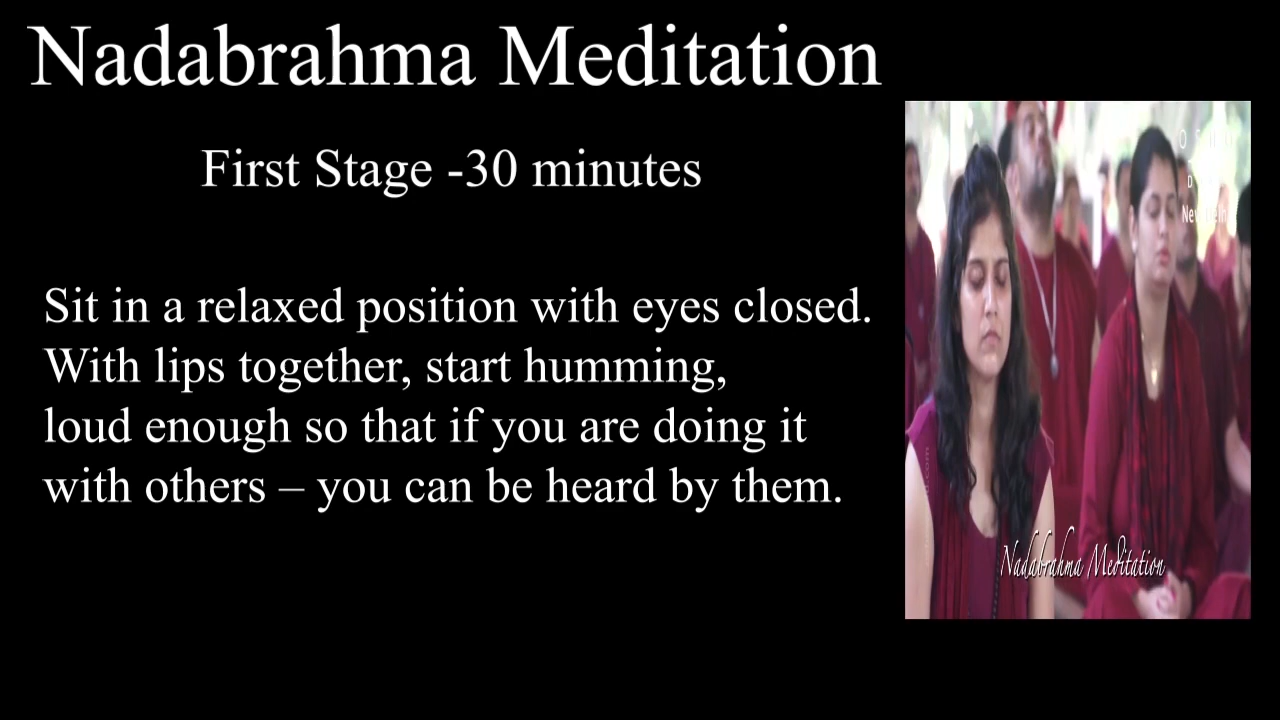 Nadabrahma Meditation
First Stage -30 minutes
Sit in a relaxed position with eyes closed.
With lips together, start humming,
loud enough so that if you are doing it
with others – you can be heard by them.
Nadabrahma Meditation